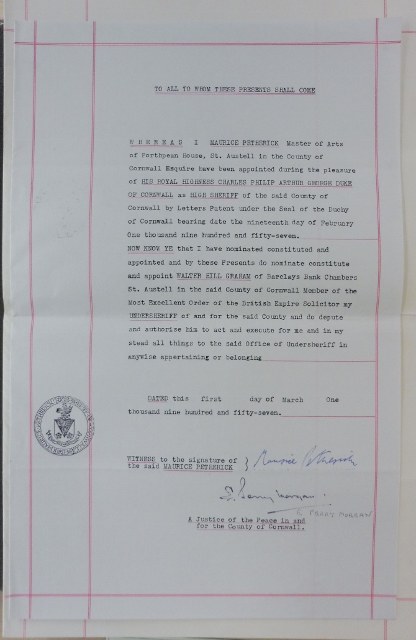 TO ALL TO WHOM THESE PRESENTS SHALL COME
WHEREAS I MAURICE PETHERICK Master of Arts
of Porthpean House, St. Austell in the County of
Cornwall Esquire have been appointed during the pleasure
of HIS ROYAL HIGHNESS CHARLES PHILIP ARTHUR GEORGE DUKE
OF CORNWALL as HIGH SHERIFF of the said County of
Cornwall by Letters Patent under the Seal of the Duchy
of Cornwall bearing date the nineteenth day of February
One thousand nine hundred and fifty-seven.
NOW KNOW YE that I have nominated constituted and
appointed and by these Presents do nominate constitute
and appoint WALTER HILL GRAHAM of Barclays Bank Chambers
St. Austell in the said County of Cornwall Member of the
Most Excellent Order of the British Empire Solicitor my
UNDERSHERIFF of and for the said County and do depute
and authorise him to act and execute for me and in my
stead all things to the said Office of Undersheriff in
anywise appertaining or belonging
DATED this first day of March One
thousand nine hundred and fifty-seven.
WITNESS to the signature of } Maurice Petherick
the said MAURICE PETHERICK
A Justice of the Peace in and
for the County of Cornwall.